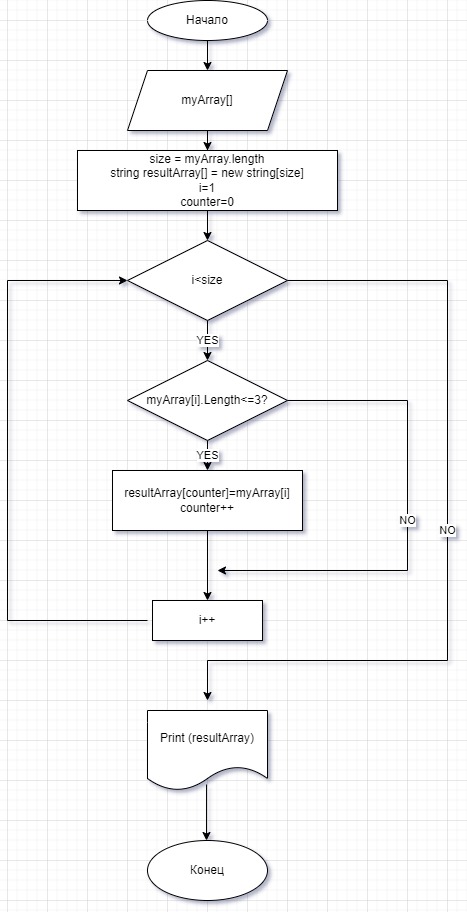 Начало
myArray[]
size = myArray.length
string resultArray[] = new string[size]
i=1
counter=0
i<size
YES
myArray[i].Length<=3?
YES
resultArray[counter]=myArray[i]
counter++
NO
NO
i++
Print (resultArray)
Конец